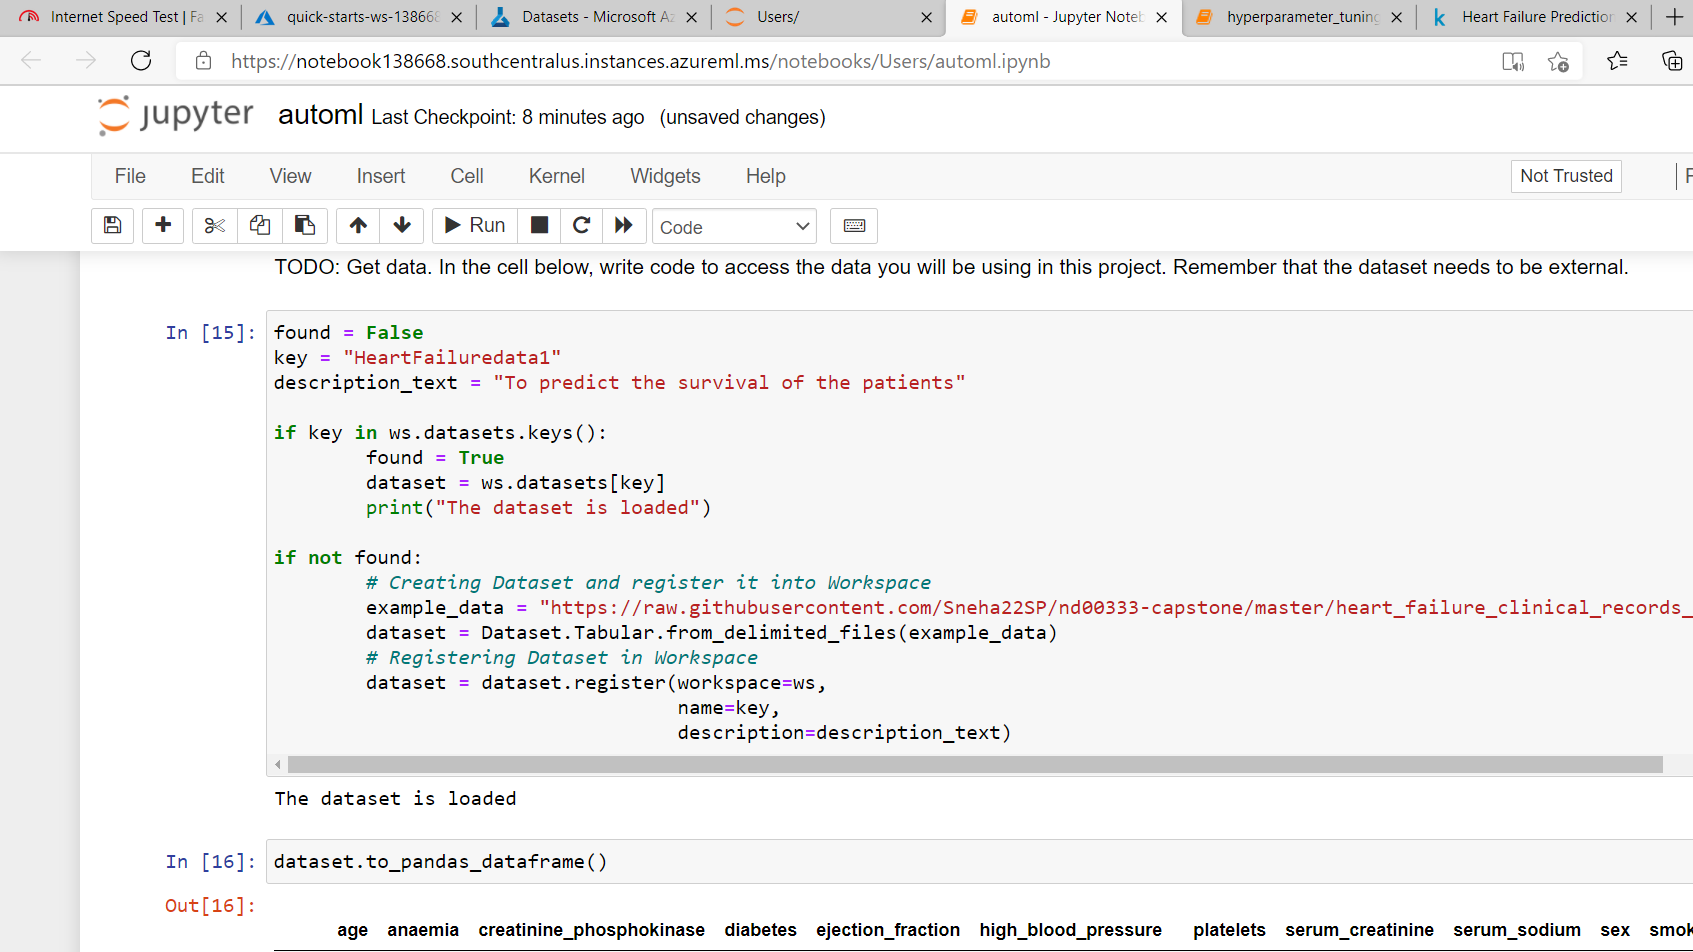 Internet Speed Test | Fa
quick-starts-ws-138668
Datasets - Microsoft Az
Users/
automl - Jupyter Noteb
hyperparameter_tuning
Heart Failure Prediction
https://notebook138668.southcentralus.instances.azureml.ms/notebooks/Users/automl.ipynb
jupyter automl Last Checkpoint: 8 minutes ago (unsaved changes)
File Edit View Insert Cell Kernel Widgets Help Not Trusted
Run Code
TODO: Get data. In the cell below, write code to access the data you will be using in this project. Remember that the dataset needs to be external.
In [15]: found = False
key = "HeartFailuredata1"
description_text = "To predict the survival of the patients"
if key in ws.datasets.keys():
found = True
dataset = ws.datasets[key]
print("The dataset is loaded")
if not found:
# Creating Dataset and register it into Workspace
example_data = "https://raw.githubusercontent.com/Sneha22SP/nd00333-capstone/master/heart_failure_clinical_records_
dataset = Dataset.Tabular.from_delimited_files(example_data)
# Registering Dataset in Workspace
dataset = dataset.register(workspace=ws,
name=key,
description=description_text)
The dataset is loaded
In [16]: dataset.to_pandas_dataframe()
Out[16]:
age anaemia creatinine_phosphokinase diabetes ejection_fraction high_blood_pressure platelets serum_creatinine serum_sodium sex smok